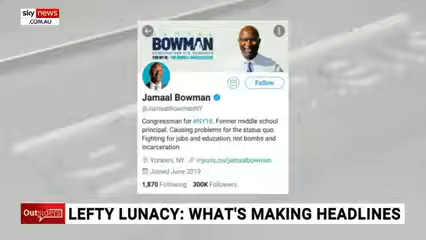 sky news
.COM.AU
BOWMAN
Jamaal Bowman
@JamaalBowmanNY
Follow
Congressman for #NY16. Former middle school
principal. Causing problems for the status quo.
Fighting for jobs and education, not bombs and
incarceration.
Yonkers, NY
Joined June 2019
1,870 Following 300K Followers
Outsiders
LEFTY LUNACY: WHAT'S MAKING HEADLINES